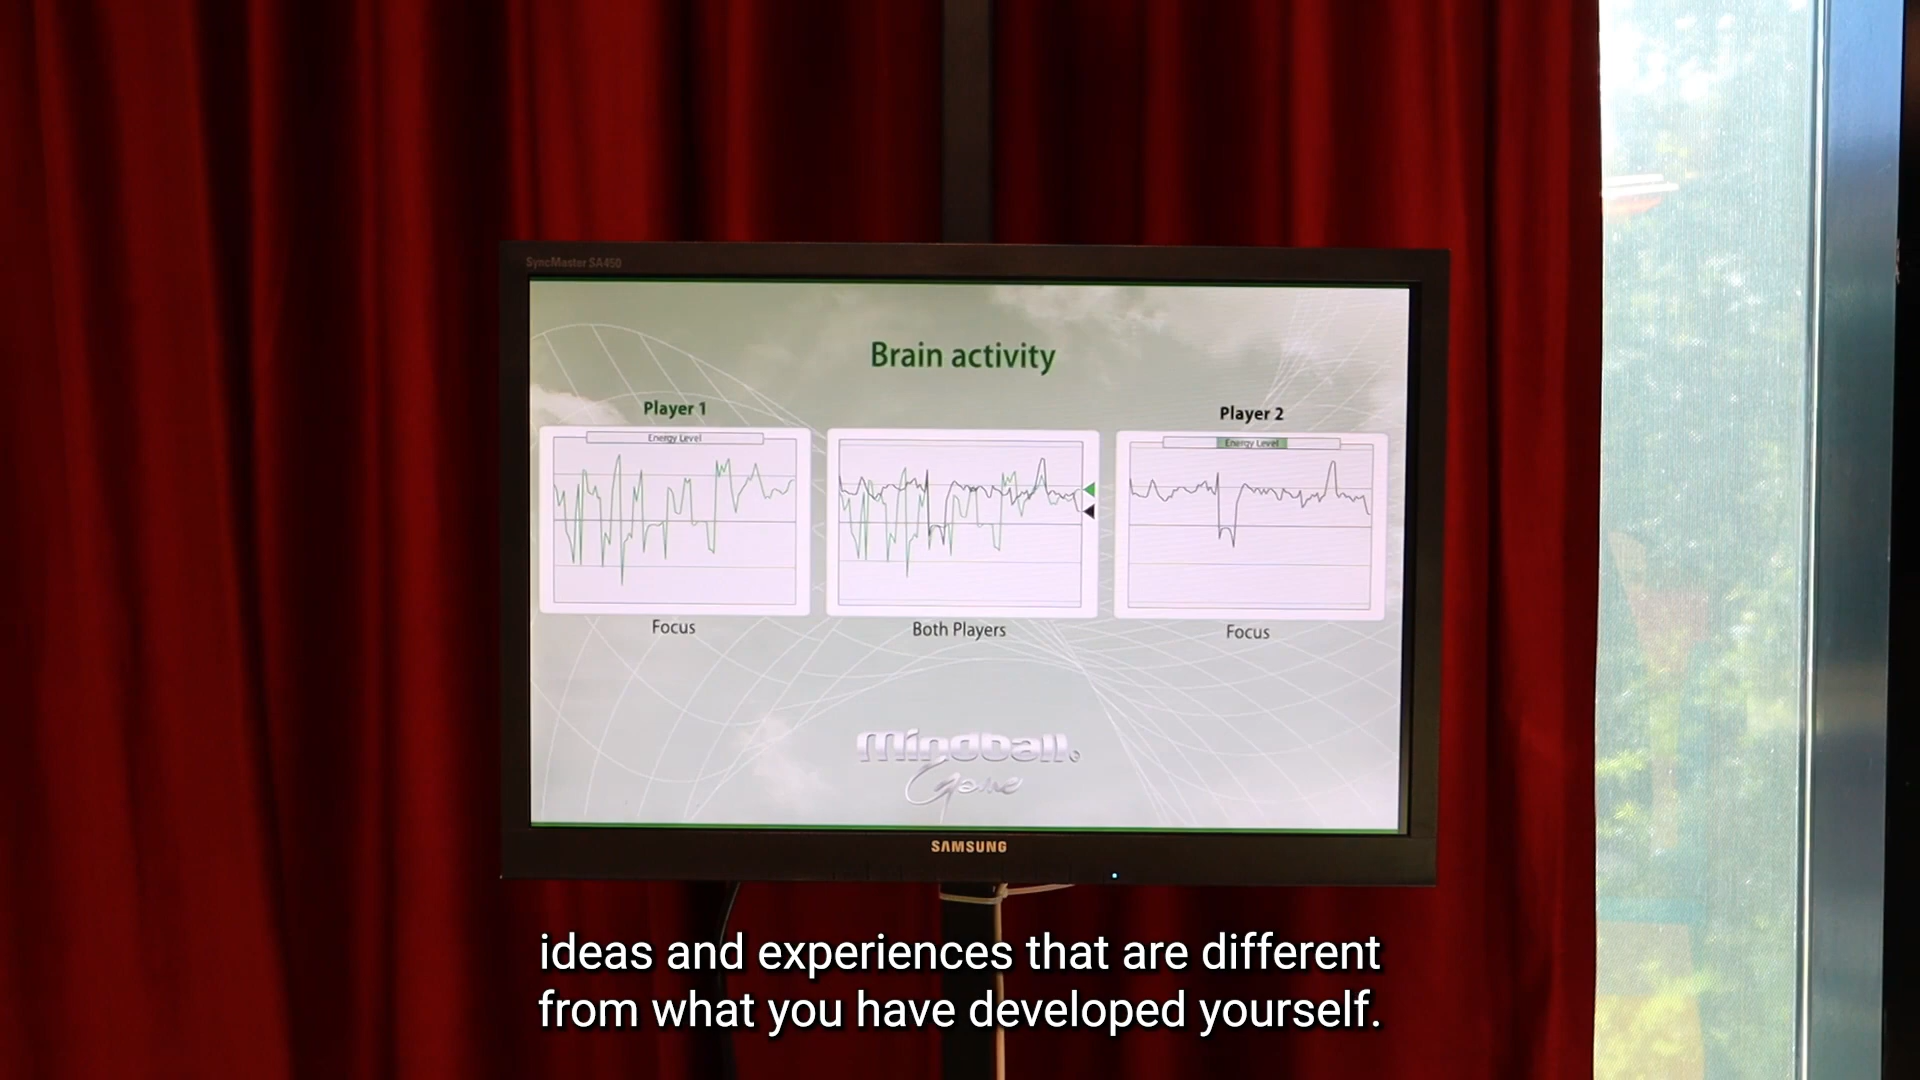 SyncMaster SA450
Brain activity
Player 1
Player 2
Energy Level
Energy Level
Focus
Both Players
Focus
Mindball
Game
SAMSUNG
ideas and experiences that are different
from what you have developed yourself.